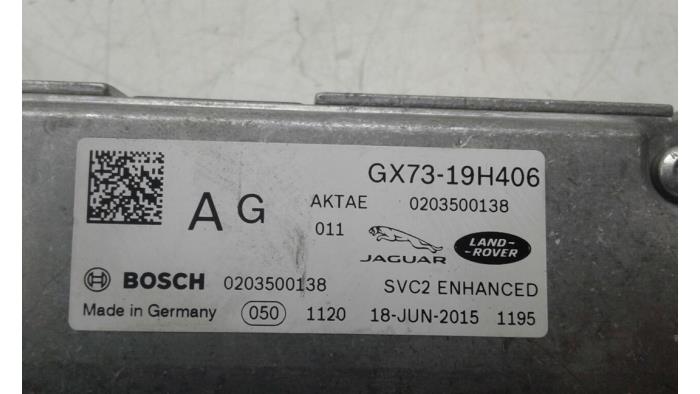 GX73-19H406
AG
AKTAE 0203500138
011
JAGUAR
LAND-
-ROVER
BOSCH 0203500138
SVC2 ENHANCED
Made in Germany 050 1120 18-JUN-2015 1195